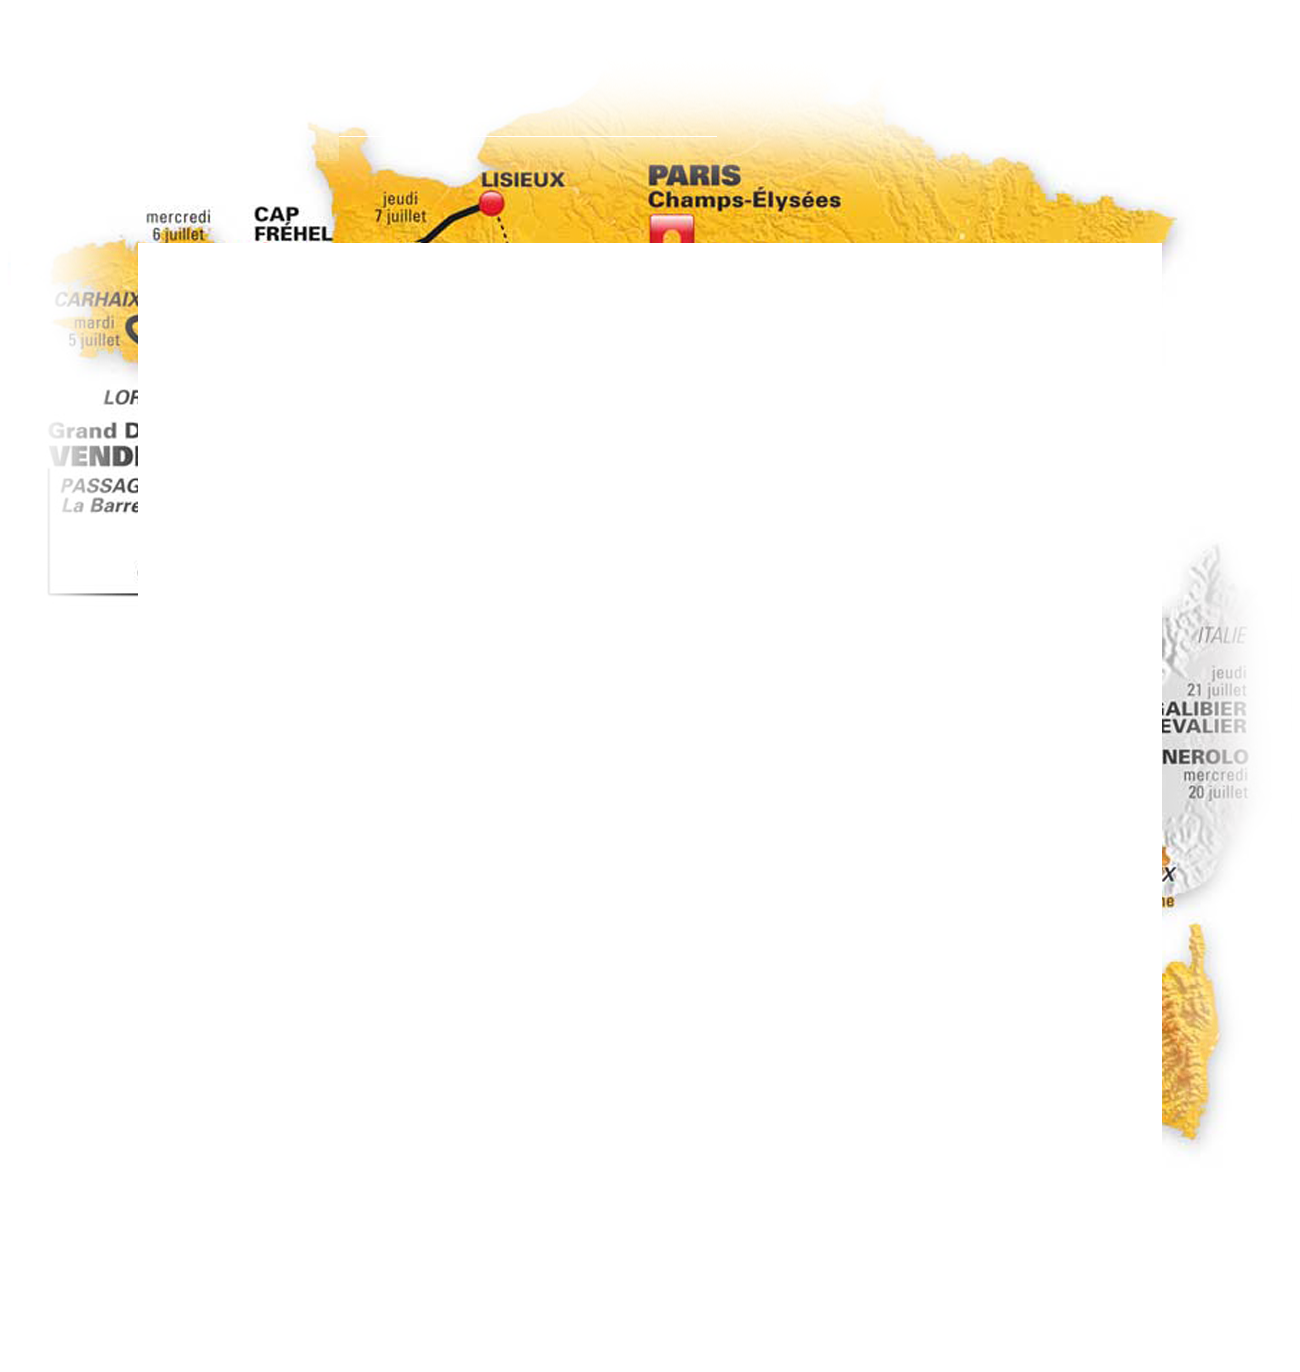 LISIEUX
jeudi
7 juillet
PARIS
Champs-Élysées
mercredi
6 juillet
CAP
FRÉHEL
CARHAIX
mardi
5 juillet
LOR
Grand D
VEND
PASSAG
La Barre
ITALIE
jeudi
21 juillet
GALIBIER
EVALIER
NEROLO
mercredi
20 juillet
X
ne